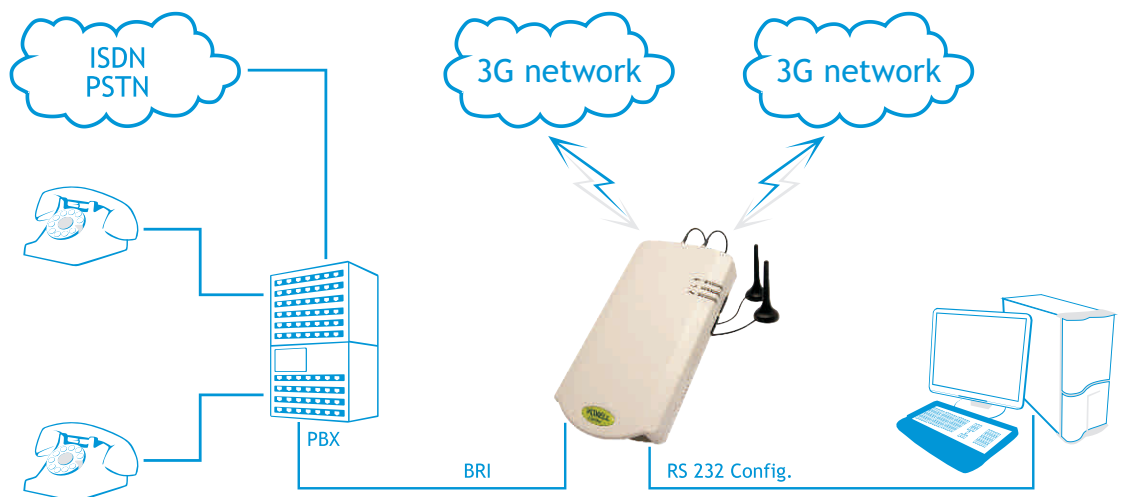 ISDN
PSTN
3G network
3G network
PBX
BRI
RS 232 Config.